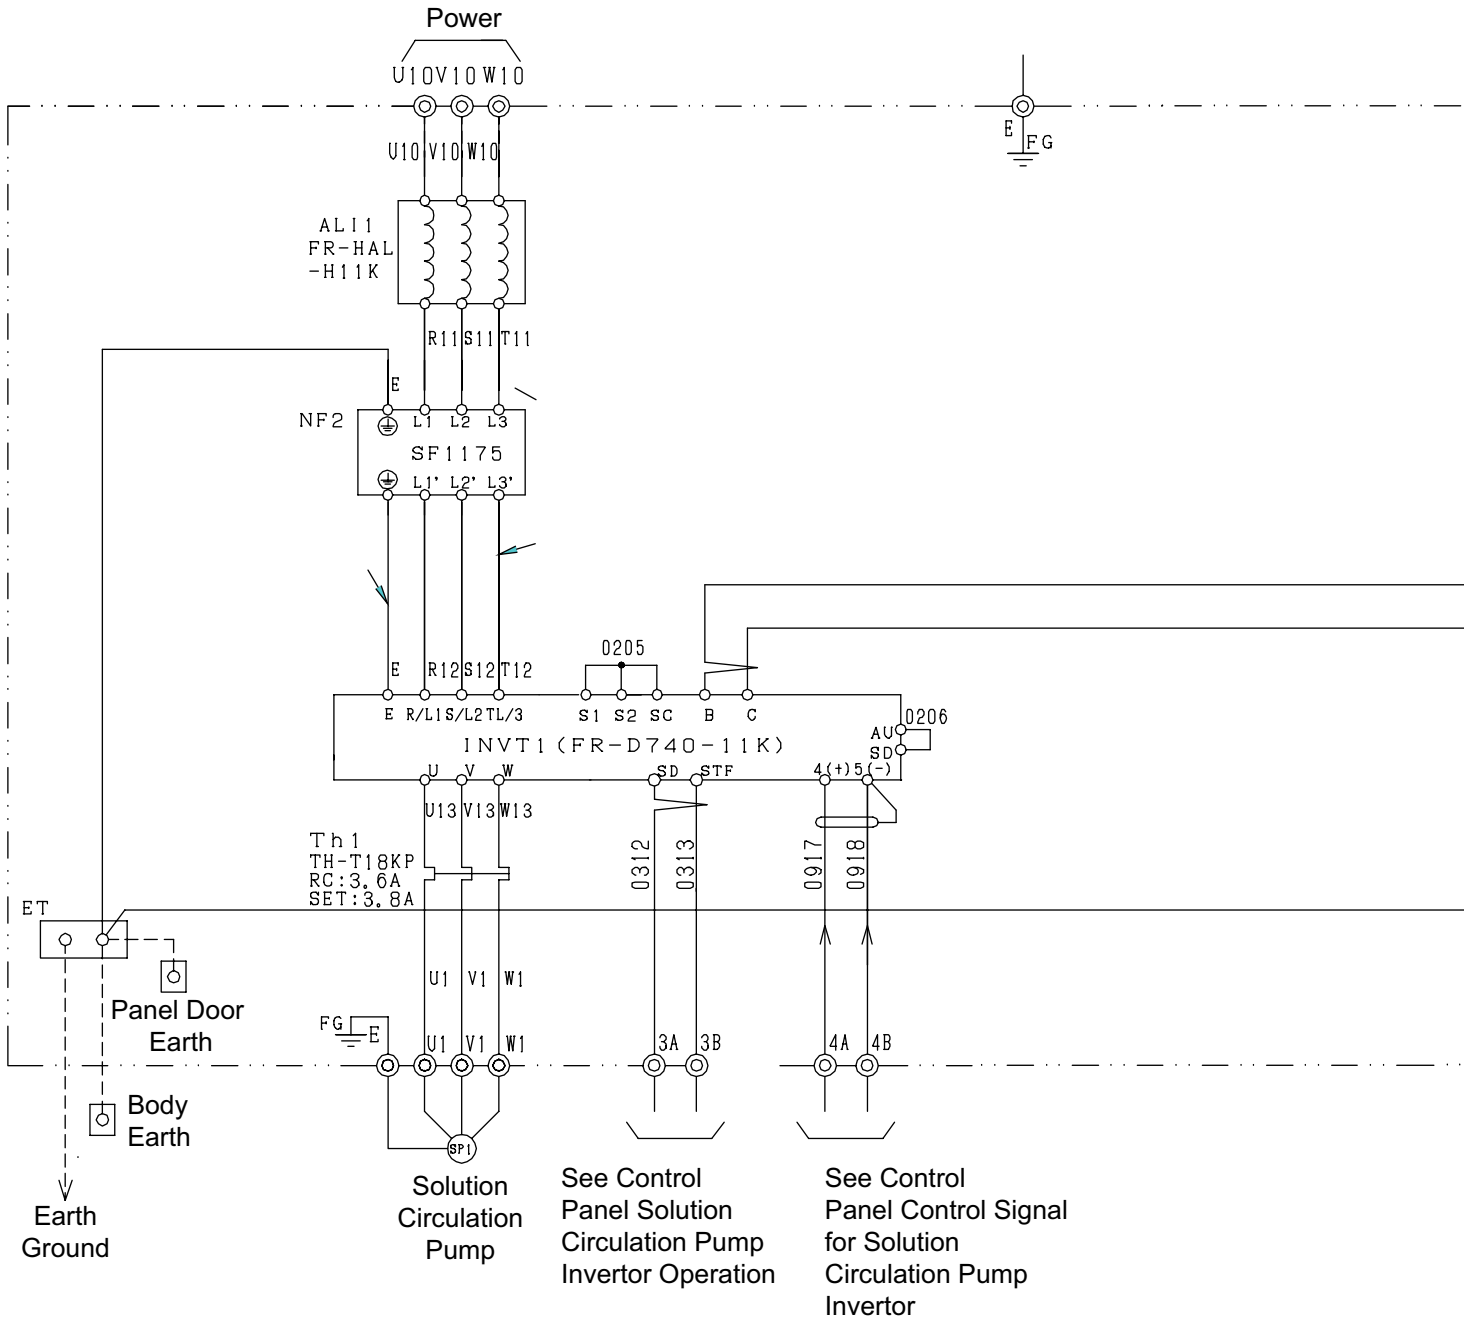 Power
U10 V10 W10
E
FG
U10 V10 W10
ALI1
FR-HAL
-H11K
R11 S11 T11
E
NF2
L1 L2 L3
SF1175
L1' L2' L3'
0205
E R12 S12 T12
E R/L1 S/L2 TL/3 S1 S2 SC B C
0206
AU
INVT1 (FR-D740-11K)
SD
U V W SD STF 4(+) 5(-)
U13 V13 W13
Th1
TH-T18KP
RC:3.6A
SET:3.8A
0312 0313 0917 0918
ET
U1 V1 W1
Panel Door
Earth
FG
E
U1 V1 W1 3A 3B 4A 4B
Body
Earth
SP1
Earth
Ground
Solution
Circulation
Pump
See Control
Panel Solution
Circulation Pump
Invertor Operation
See Control
Panel Control Signal
for Solution
Circulation Pump
Invertor